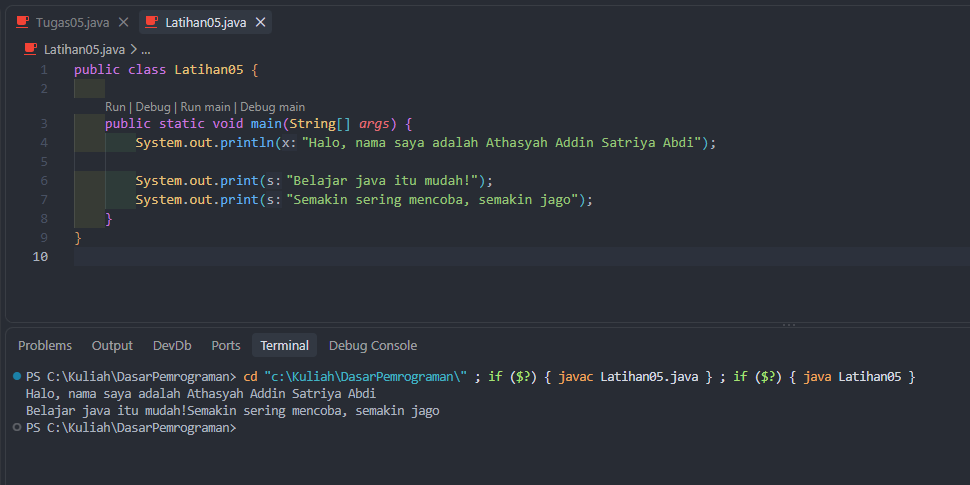 Tugas05.java
Latihan05.java
Latihan05.java > ...
1 public class Latihan05 {
2
Run | Debug | Run main | Debug main
3 public static void main(String[] args) {
4 System.out.println(x: "Halo, nama saya adalah Athasyah Addin Satriya Abdi");
5
6 System.out.print(s: "Belajar java itu mudah!");
7 System.out.print(s: "Semakin sering mencoba, semakin jago");
8 }
9 }
10
Problems Output DevDb Ports Terminal Debug Console
PS C:\Kuliah\DasarPemrograman> cd "c:\Kuliah\DasarPemrograman\" ; if ($?) { javac Latihan05.java } ; if ($?) { java Latihan05 }
Halo, nama saya adalah Athasyah Addin Satriya Abdi
Belajar java itu mudah!Semakin sering mencoba, semakin jago
PS C:\Kuliah\DasarPemrograman>